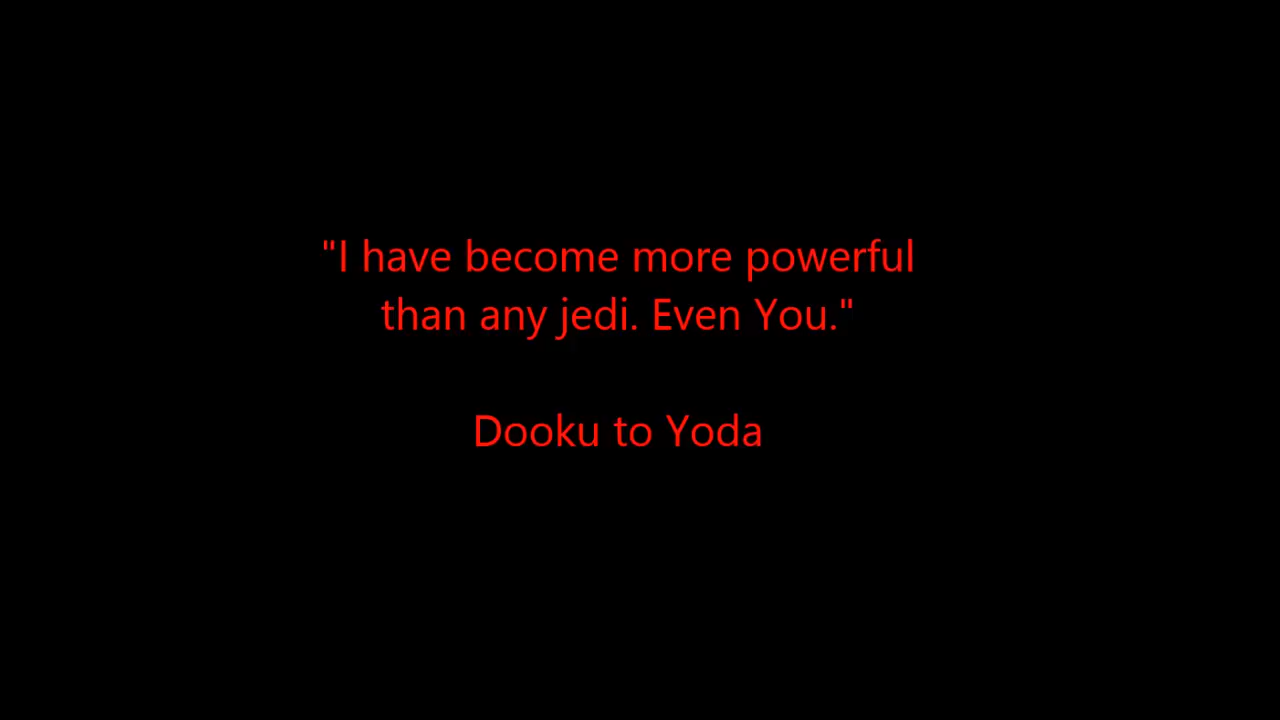 "I have become more powerful
than any jedi. Even You."
Dooku to Yoda